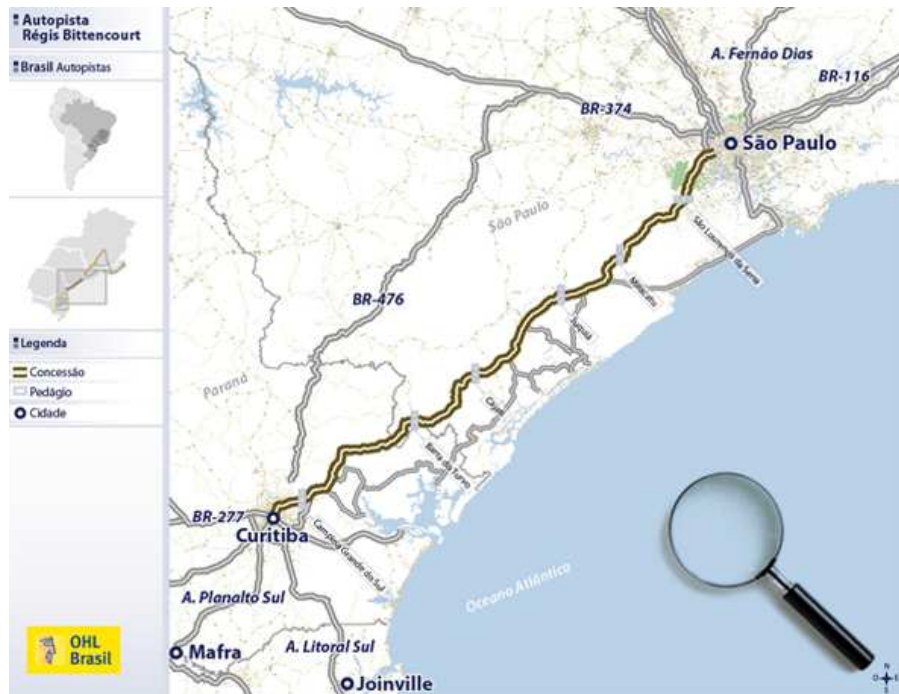 Autopista
Régis Bittencourt
Brasil Autopistas
Legenda
Concessão
Pedágio
Cidade
OHL
Brasil
A. Fernão Dias
BR-116
BR-374
São Paulo
São Paulo
São Lourenço da Serra
Miracatu
BR-476
Juquiá
Paraná
Cajati
Barra do Turvo
BR-277
Curitiba
Campina Grande do Sul
Oceano Atlântico
A. Planalto Sul
A. Litoral Sul
Mafra
Joinville
N
O
E
S